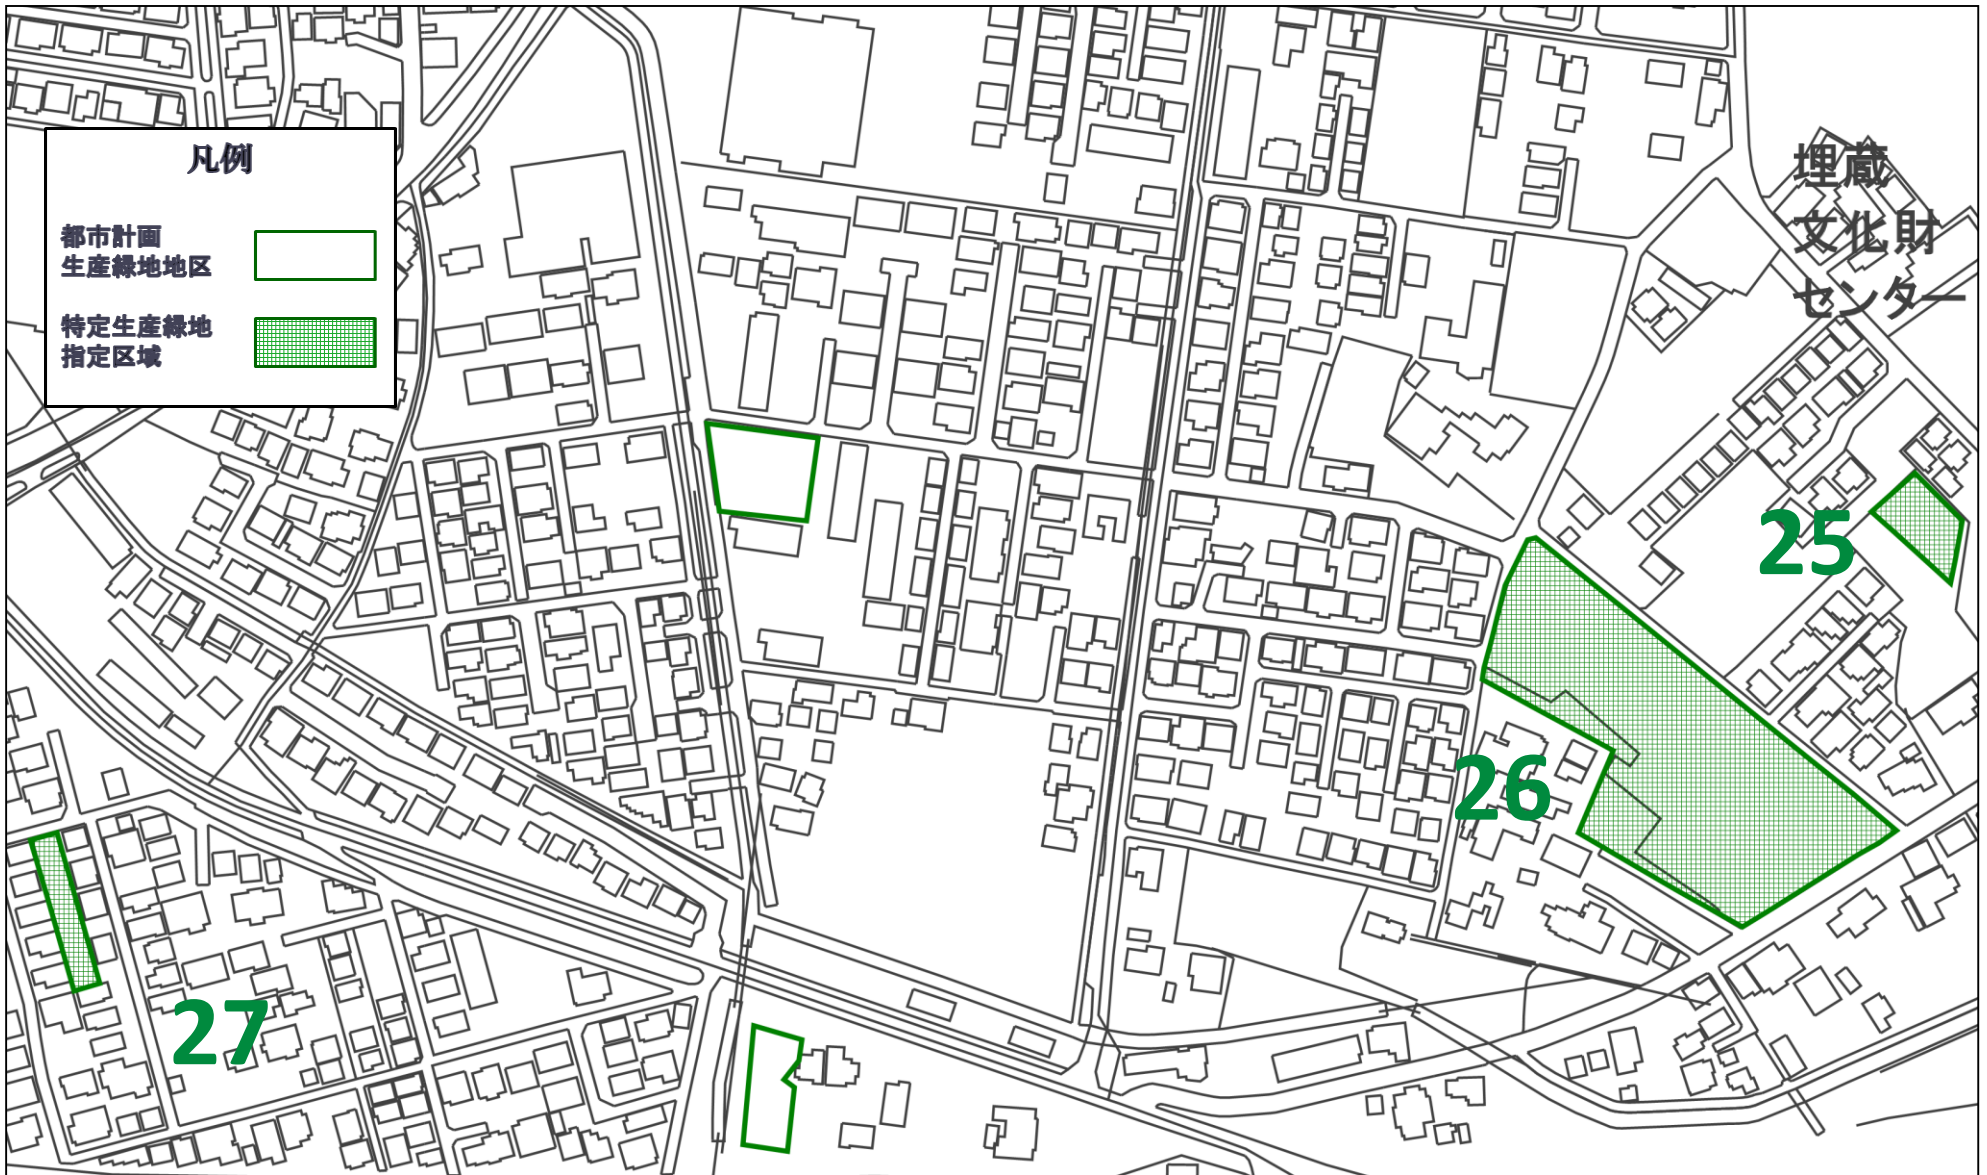 凡例
都市計画
生産緑地地区
特定生産緑地
指定区域
埋蔵
文化財
センター
25
26
27